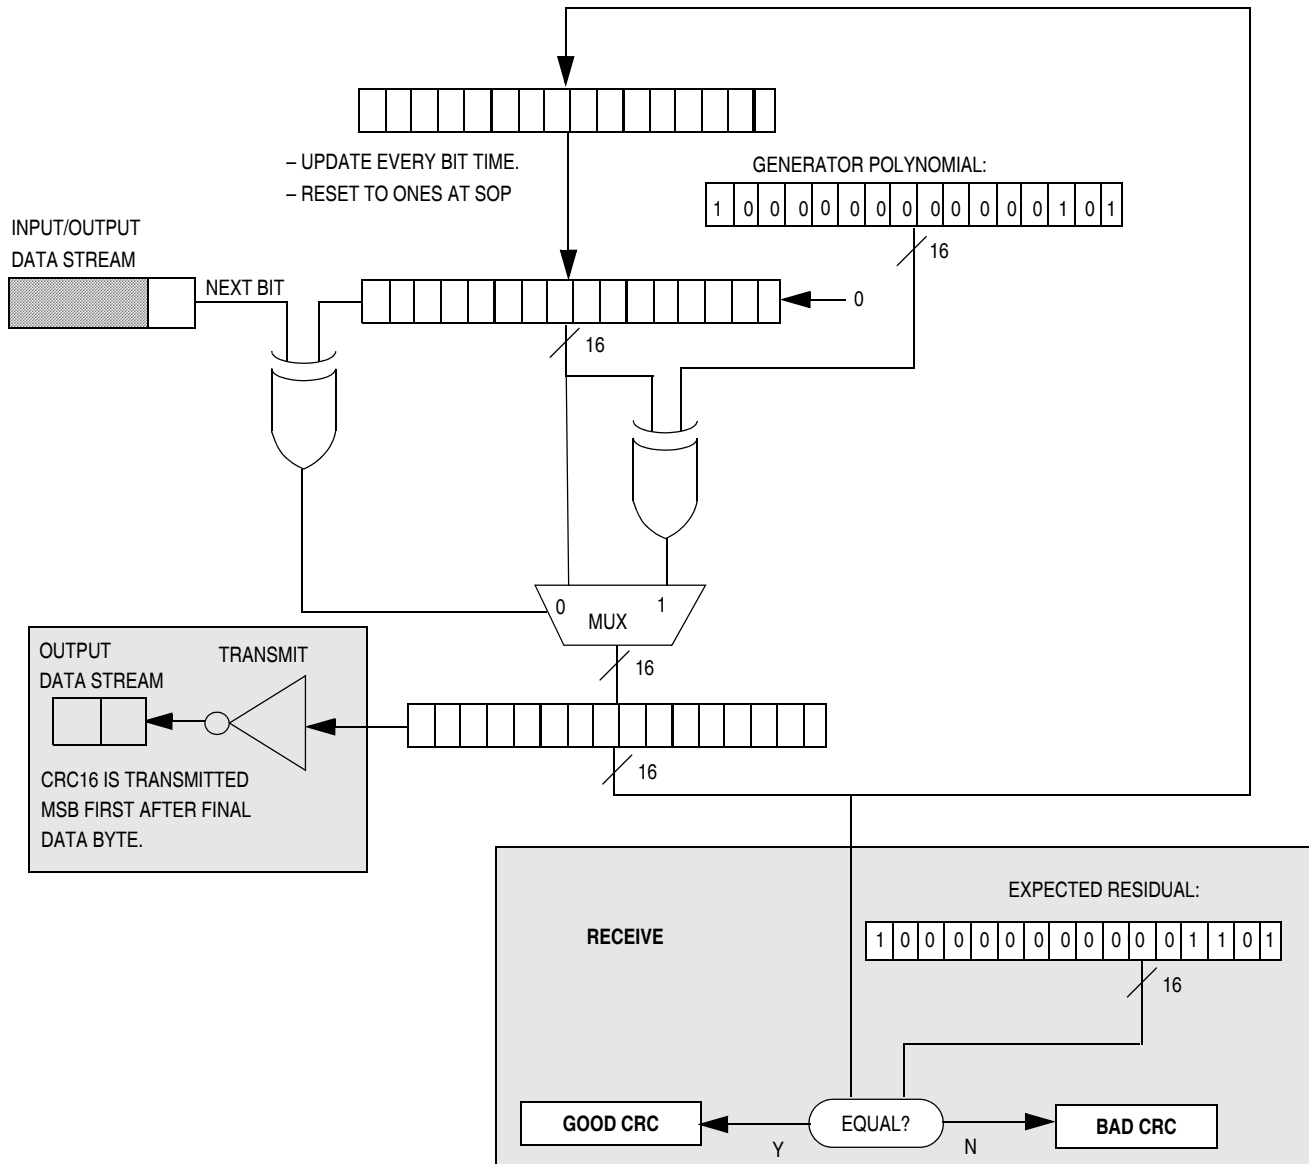 – UPDATE EVERY BIT TIME.
– RESET TO ONES AT SOP
GENERATOR POLYNOMIAL:
1 0 0 0 0 0 0 0 0 0 0 0 0 1 0 1
16
INPUT/OUTPUT
DATA STREAM
NEXT BIT
0
16
0
1
MUX
16
OUTPUT
DATA STREAM
TRANSMIT
16
CRC16 IS TRANSMITTED
MSB FIRST AFTER FINAL
DATA BYTE.
EXPECTED RESIDUAL:
RECEIVE
1 0 0 0 0 0 0 0 0 0 0 0 1 1 0 1
16
GOOD CRC
Y
EQUAL?
N
BAD CRC